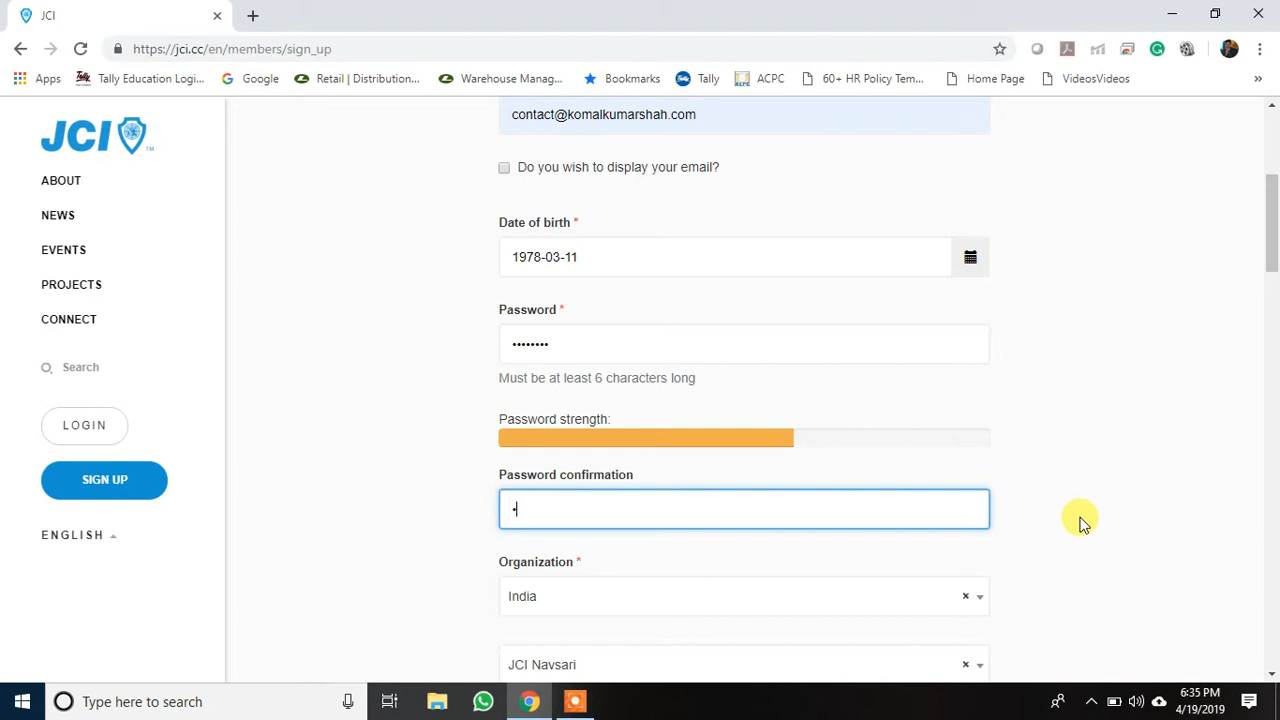 JCI
https://jci.cc/en/members/sign_up
Apps
Tally Education Logi...
Google
Retail | Distribution...
Warehouse Manag...
Bookmarks
Tally
ACPC
60+ HR Policy Tem...
Home Page
VideosVideos
»
JCI
ABOUT
NEWS
EVENTS
PROJECTS
CONNECT
Search
LOGIN
SIGN UP
ENGLISH
contact@komalkumarshah.com
Do you wish to display your email?
Date of birth *
1978-03-11
Password *
••••••••
Must be at least 6 characters long
Password strength:
Password confirmation
•
Organization *
India ×
JCI Navsari ×
Type here to search
6:35 PM
4/19/2019